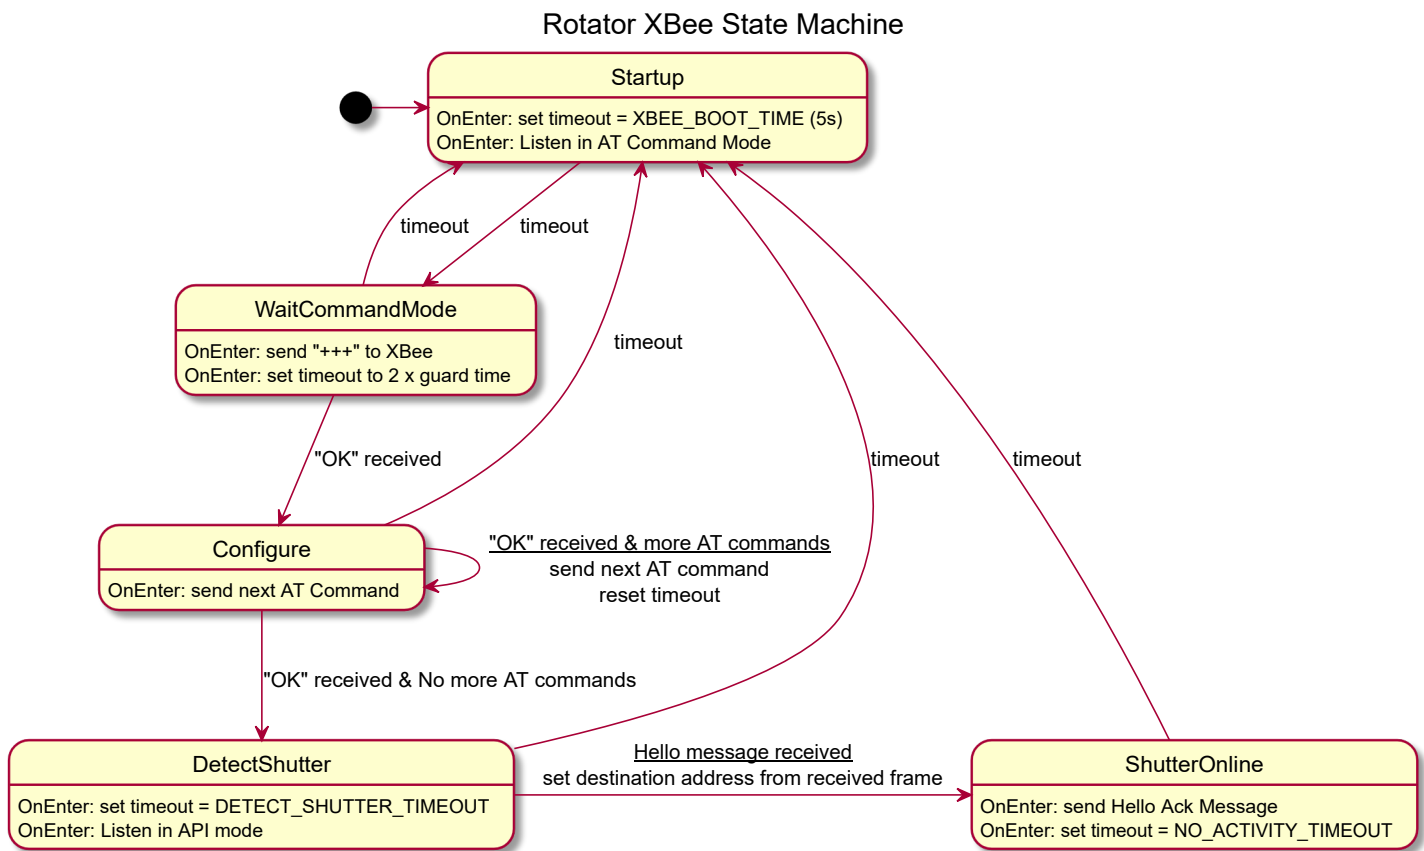 Rotator XBee State Machine
Startup
OnEnter: set timeout = XBEE_BOOT_TIME (5s)
OnEnter: Listen in AT Command Mode
timeout
timeout
WaitCommandMode
OnEnter: send "+++" to XBee
OnEnter: set timeout to 2 x guard time
timeout
"OK" received
timeout
timeout
Configure
OnEnter: send next AT Command
"OK" received & more AT commands
send next AT command
reset timeout
"OK" received & No more AT commands
DetectShutter
OnEnter: set timeout = DETECT_SHUTTER_TIMEOUT
OnEnter: Listen in API mode
Hello message received
set destination address from received frame
ShutterOnline
OnEnter: send Hello Ack Message
OnEnter: set timeout = NO_ACTIVITY_TIMEOUT